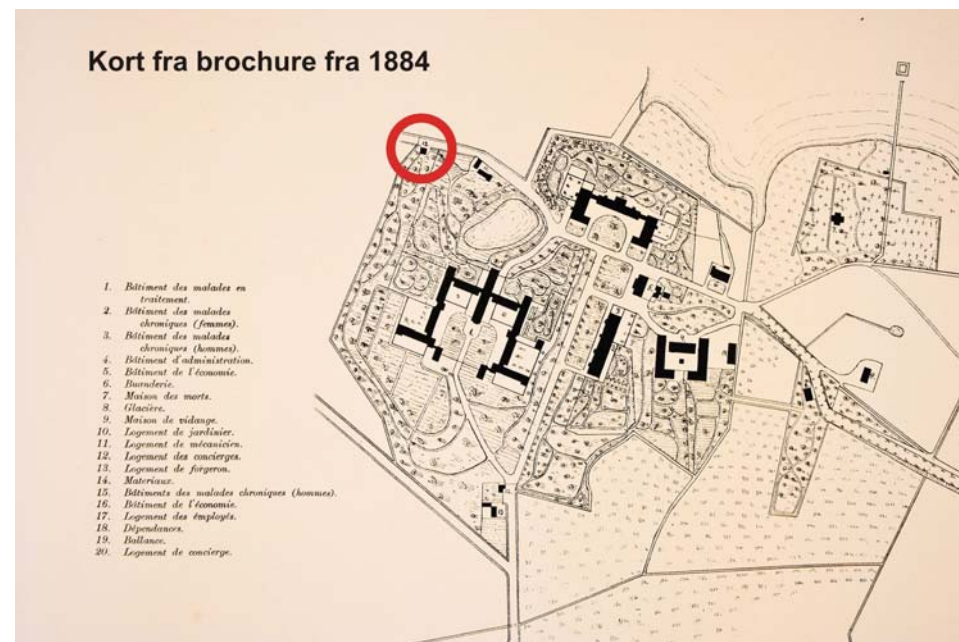 Kort fra brochure fra 1884
1. Bâtiment des malades en
traitement.
2. Bâtiment des malades
chroniques (femmes).
3. Bâtiment des malades
chroniques (hommes).
4. Bâtiment d'administration.
5. Bâtiment de l'économie.
6. Buanderie.
7. Maison des morts.
8. Glacière.
9. Maison de vidange.
10. Logement de jardinier.
11. Logement de mécanicien.
12. Logement des concierges.
13. Logement de forgeron.
14. Materiaux.
15. Bâtiments des malades chroniques (hommes).
16. Bâtiment de l'économie.
17. Logement des employés.
18. Dépendances.
19. Ballance.
20. Logement de concierge.